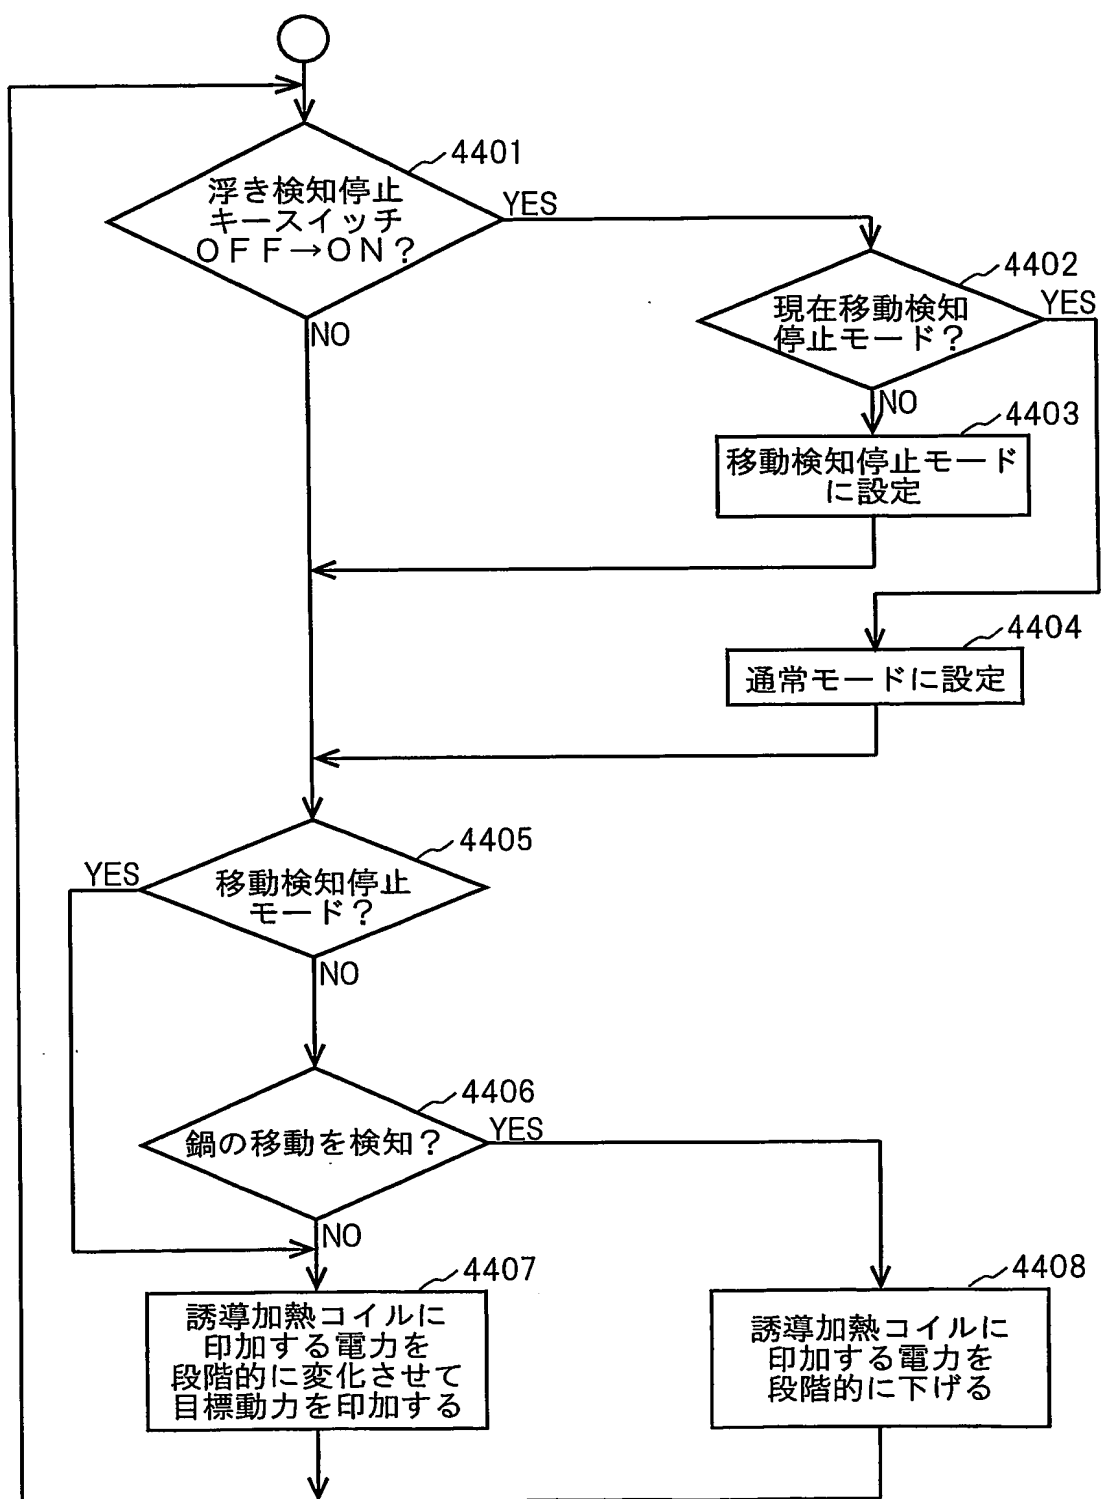 4401
浮き検知停止
キースイッチ
ＯＦＦ→ＯＮ？
YES
NO
4402
現在移動検知
停止モード？
YES
NO
4403
移動検知停止モード
に設定
4404
通常モードに設定
4405
移動検知停止
モード？
YES
NO
4406
鍋の移動を検知？
YES
NO
4407
誘導加熱コイルに
印加する電力を
段階的に変化させて
目標動力を印加する
4408
誘導加熱コイルに
印加する電力を
段階的に下げる